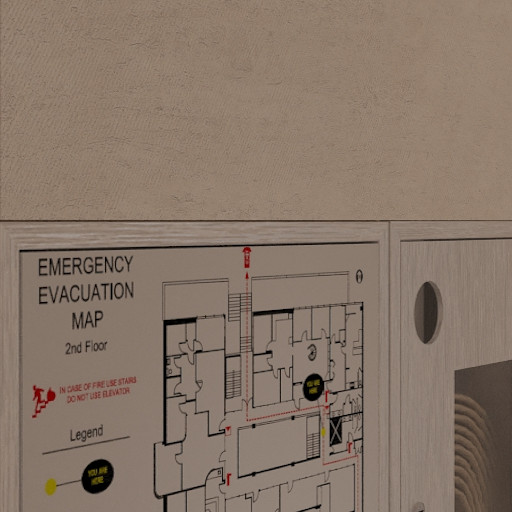 EMERGENCY
EVACUATION
MAP
2nd Floor
IN CASE OF FIRE USE STAIRS
DO NOT USE ELEVATOR.
Legend
YOU ARE
HERE
YOU ARE
HERE